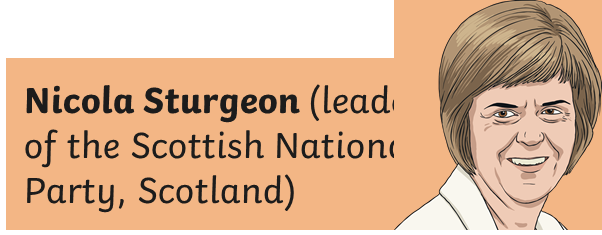 Nicola Sturgeon (lead
of the Scottish Nation
Party, Scotland)